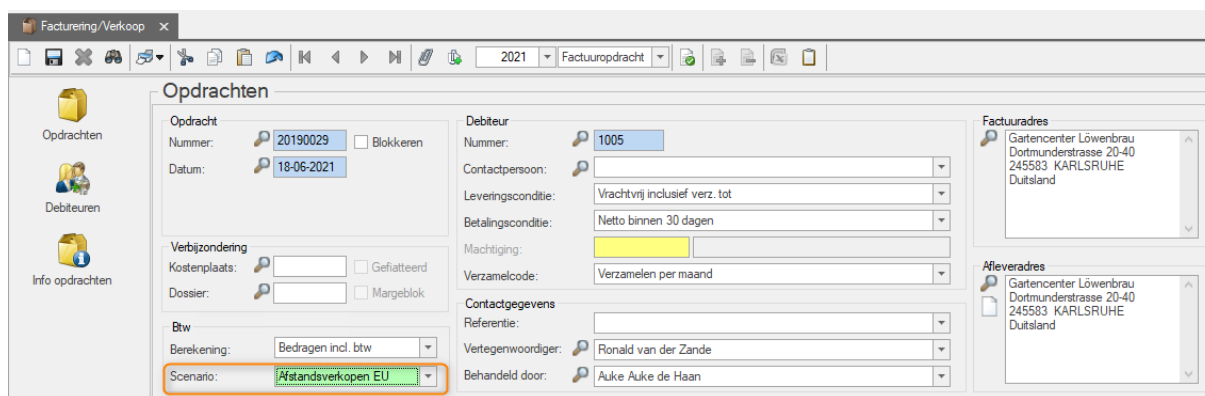 Facturering/Verkoop
2021 Factuuropdracht
Opdrachten
Debiteuren
Info opdrachten
Opdrachten
Opdracht
Nummer: 20190029 Blokkeren
Datum: 18-06-2021
Verbijzondering
Kostenplaats: Gefiatteerd
Dossier: Margeblok
Btw
Berekening: Bedragen incl. btw
Scenario: Afstandsverkopen EU
Debiteur
Nummer: 1005
Contactpersoon:
Leveringsconditie: Vrachtvrij inclusief verz. tot
Betalingsconditie: Netto binnen 30 dagen
Machtiging:
Verzamelcode: Verzamelen per maand
Contactgegevens
Referentie:
Vertegenwoordiger: Ronald van der Zande
Behandeld door: Auke Auke de Haan
Factuuradres
Gartencenter Löwenbrau
Dortmunderstrasse 20-40
245583 KARLSRUHE
Duitsland
Afleveradres
Gartencenter Löwenbrau
Dortmunderstrasse 20-40
245583 KARLSRUHE
Duitsland